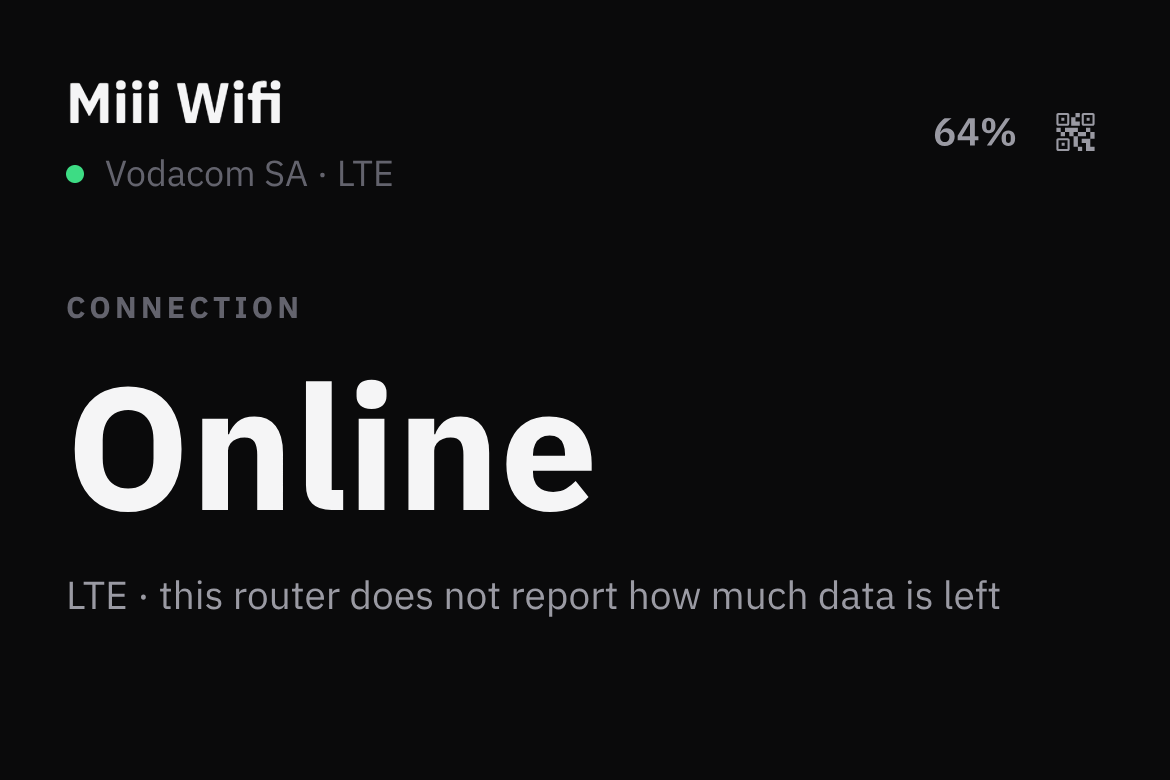 Miii Wifi
64%
Vodacom SA · LTE
CONNECTION
Online
LTE · this router does not report how much data is left